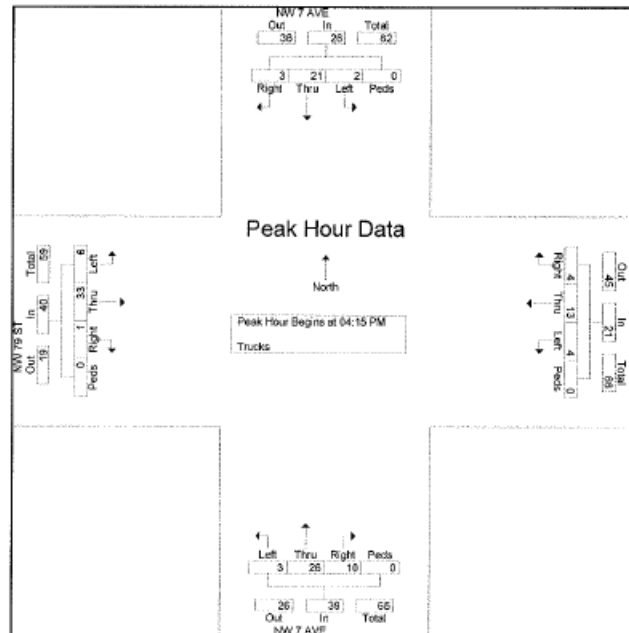 NW 7 AVE
Out In Total
36 26 62
3 21 2 0
Right Thru Left Peds
Peak Hour Data
North
Peak Hour Begins at 04:15 PM
Trucks
NW 79 ST
Out In Total
19 40 59
0 1 33 6
Peds Right Thru Left
Out In Total
45 21 66
4 13 4 0
Right Thru Left Peds
Left Thru Right Peds
3 26 10 0
26 39 65
Out In Total
NW 7 AVE